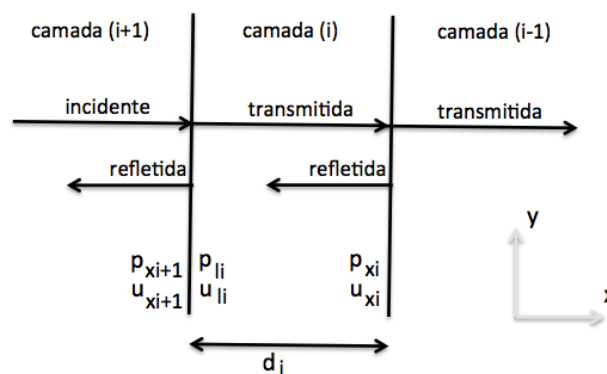 camada (i+1) camada (i) camada (i-1)
incidente transmitida transmitida
refletida refletida
p xi+1 p li p xi
u xi+1 u li u xi
y
x
d i